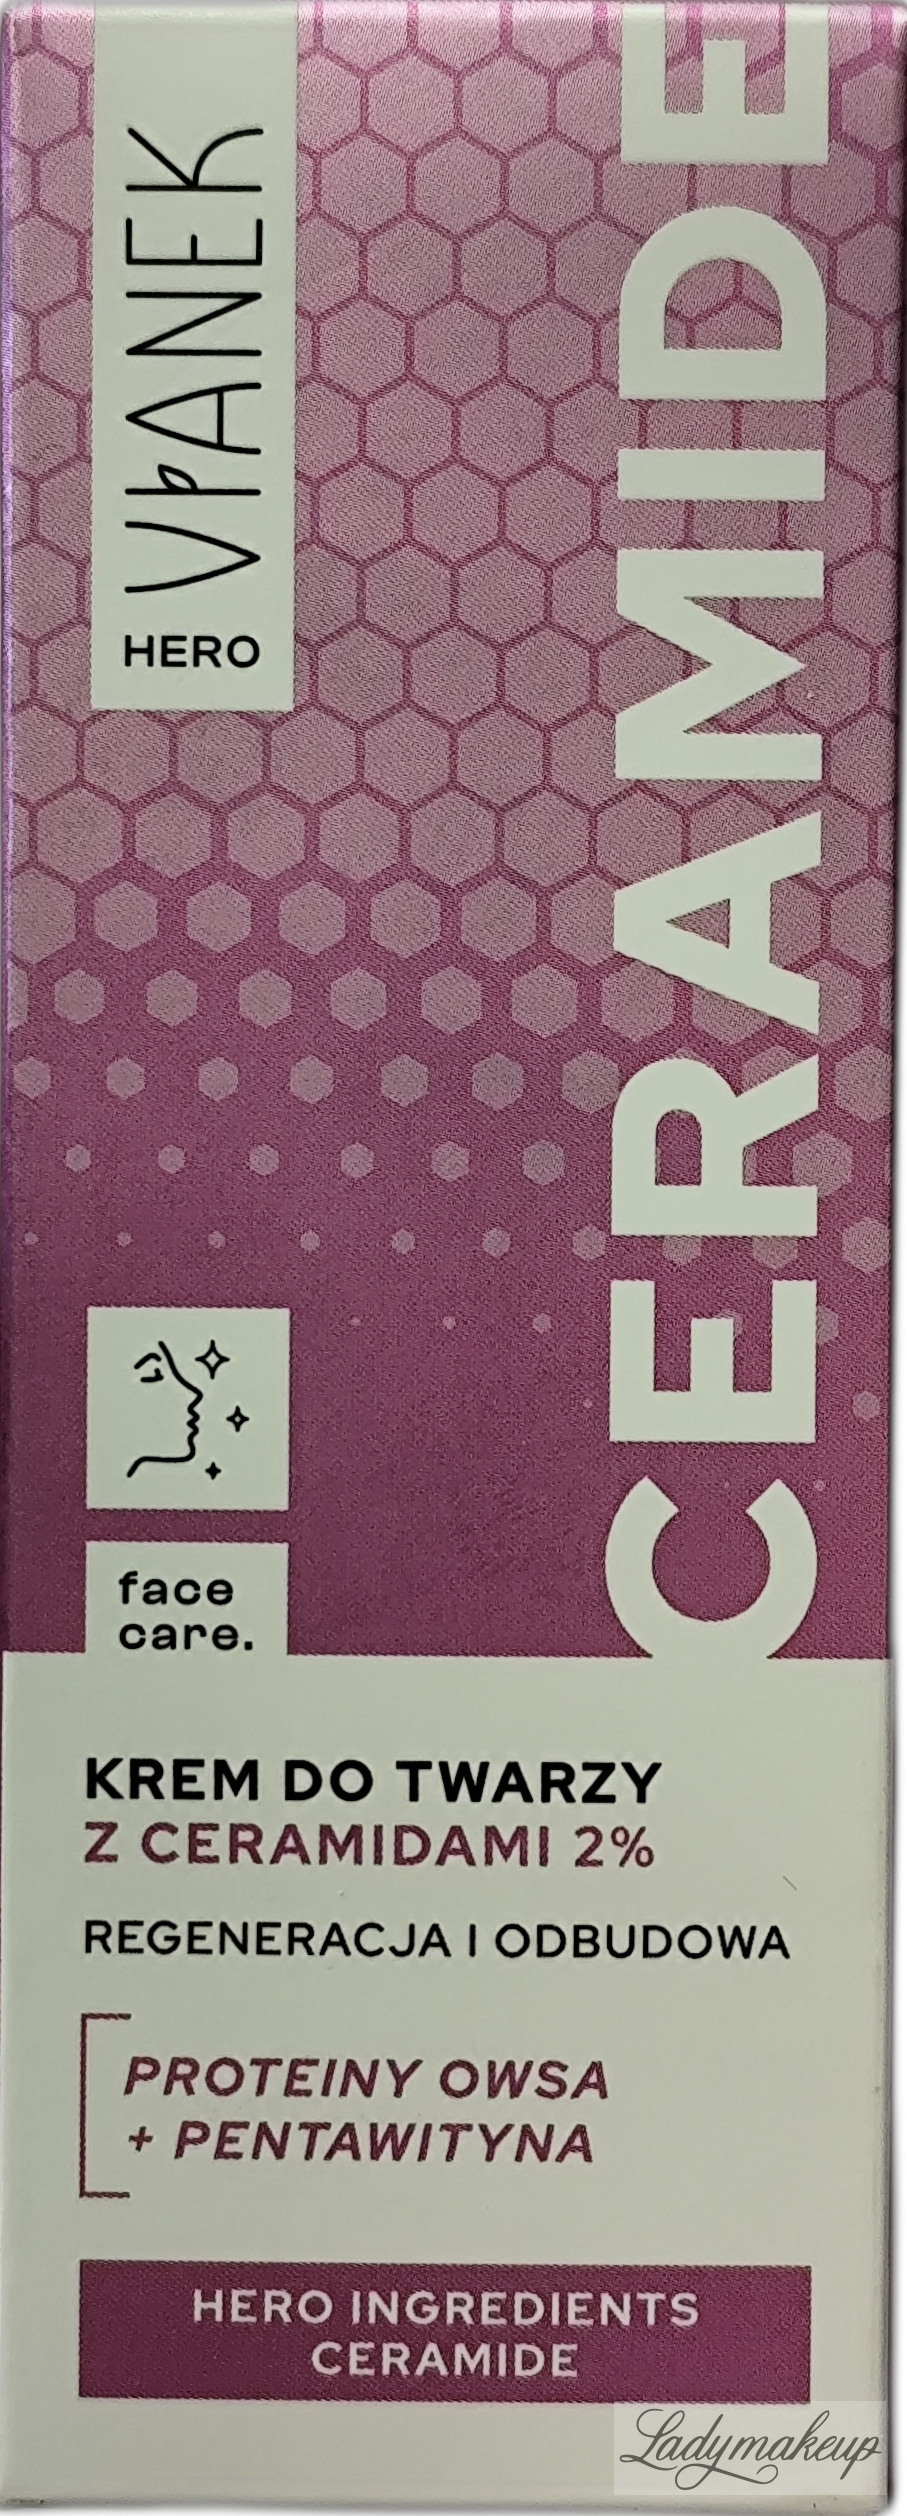 VIANEK
HERO
CERAMIDE
face
care.
KREM DO TWARZY
Z CERAMIDAMI 2%
REGENERACJA I ODBUDOWA
PROTEINY OWSA
+ PENTAWITYNA
HERO INGREDIENTS
CERAMIDE
Ladymakeup